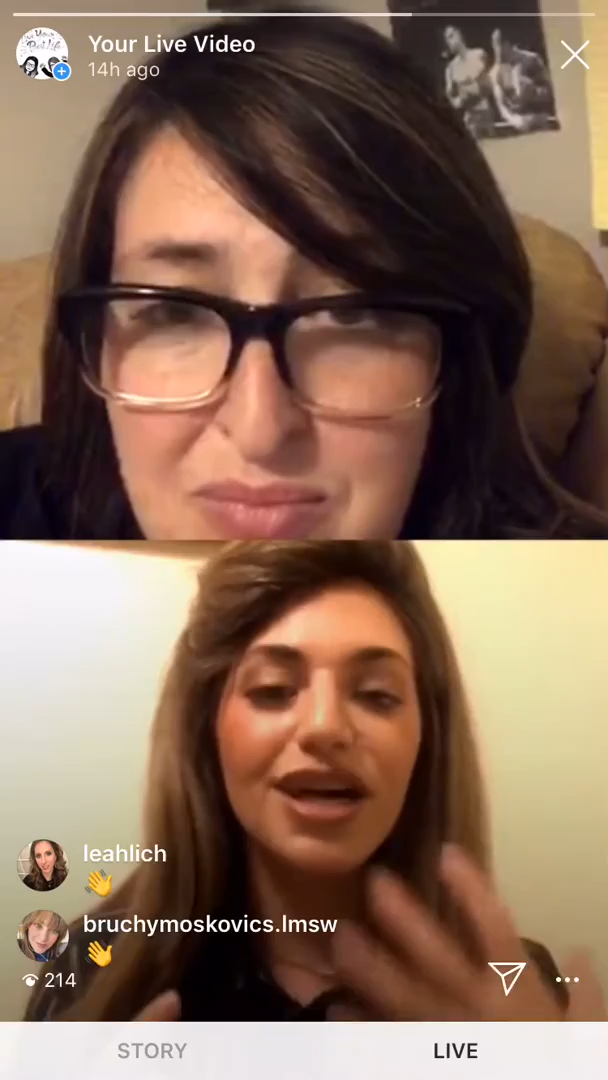 Your Live Video
14h ago
leahlich
👋
bruchymoskovics.lmsw
👋
214
STORY
LIVE